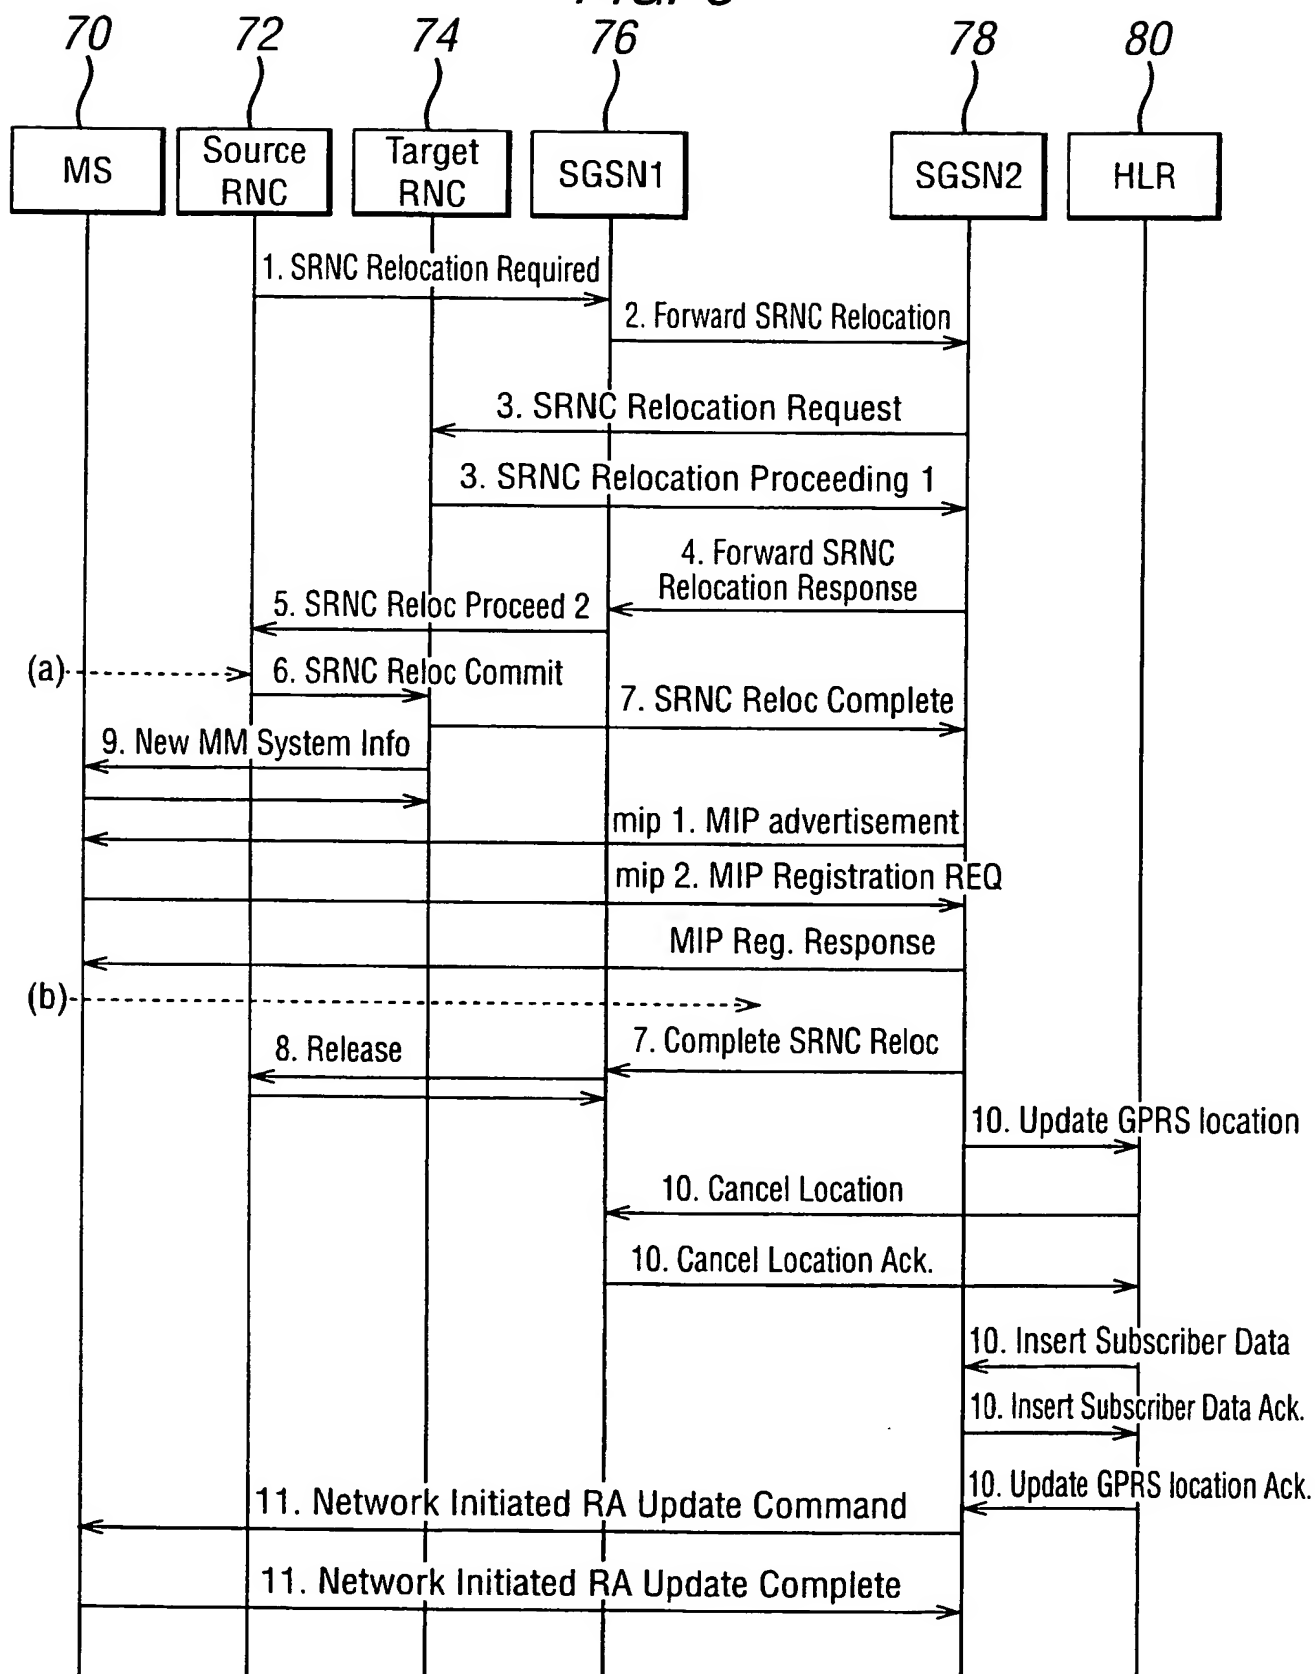 70 72 74 76 78 80
MS
Source
RNC
Target
RNC
SGSN1
SGSN2
HLR
1. SRNC Relocation Required
2. Forward SRNC Relocation
3. SRNC Relocation Request
3. SRNC Relocation Proceeding 1
4. Forward SRNC
Relocation Response
5. SRNC Reloc Proceed 2
(a)
6. SRNC Reloc Commit
7. SRNC Reloc Complete
9. New MM System Info
mip 1. MIP advertisement
mip 2. MIP Registration REQ
MIP Reg. Response
(b)
7. Complete SRNC Reloc
8. Release
10. Update GPRS location
10. Cancel Location
10. Cancel Location Ack.
10. Insert Subscriber Data
10. Insert Subscriber Data Ack.
10. Update GPRS location Ack.
11. Network Initiated RA Update Command
11. Network Initiated RA Update Complete